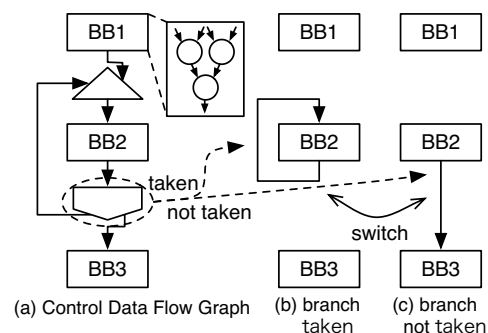 BB1
BB1
BB1
BB2
BB2
BB2
taken
not taken
switch
BB3
BB3
BB3
(a) Control Data Flow Graph
(b) branch
taken
(c) branch
not taken